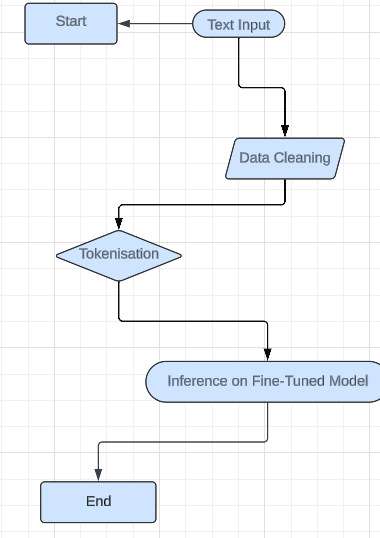 Start
Text Input
Data Cleaning
Tokenisation
Inference on Fine-Tuned Model
End